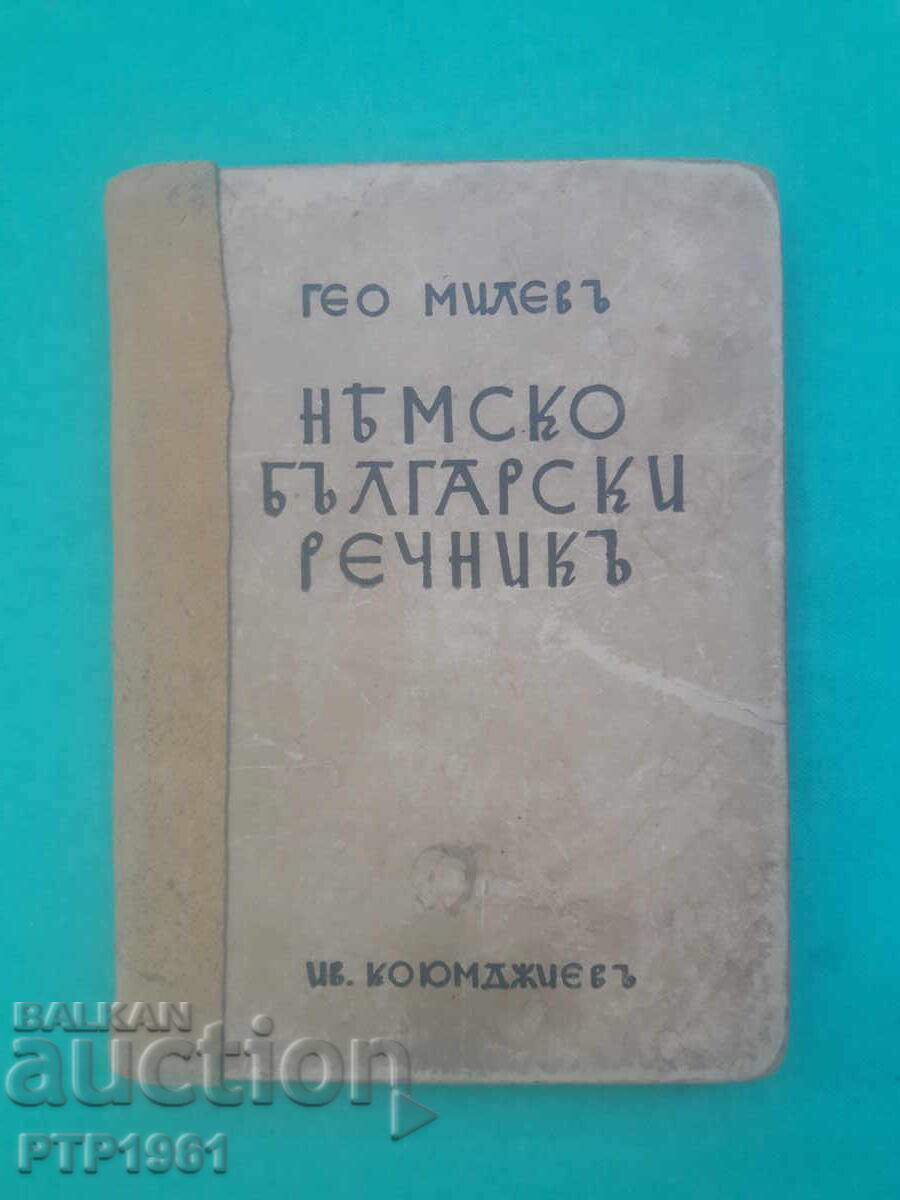 ГЕО МИЛЕВЪ
НѢМСКО
БЪЛГАРСКИ
РЕЧНИКЪ
ИВ. КОЮМДЖИЕВЪ
BALKAN
auction
PTP1961